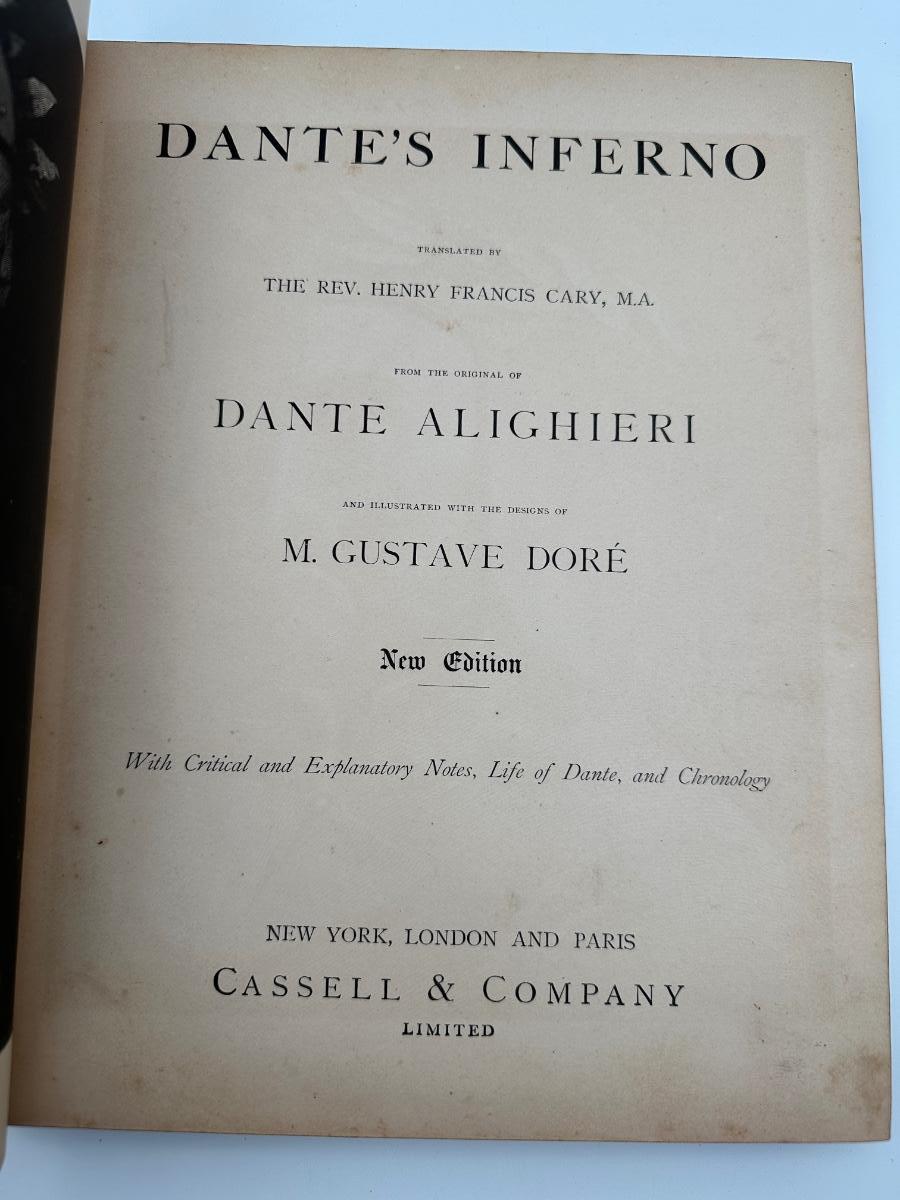 DANTE'S INFERNO
TRANSLATED BY
THE REV. HENRY FRANCIS CARY, M.A.
FROM THE ORIGINAL OF
DANTE ALIGHIERI
AND ILLUSTRATED WITH THE DESIGNS OF
M. GUSTAVE DORÉ
New Edition
With Critical and Explanatory Notes, Life of Dante, and Chronology
NEW YORK, LONDON AND PARIS
CASSELL & COMPANY
LIMITED